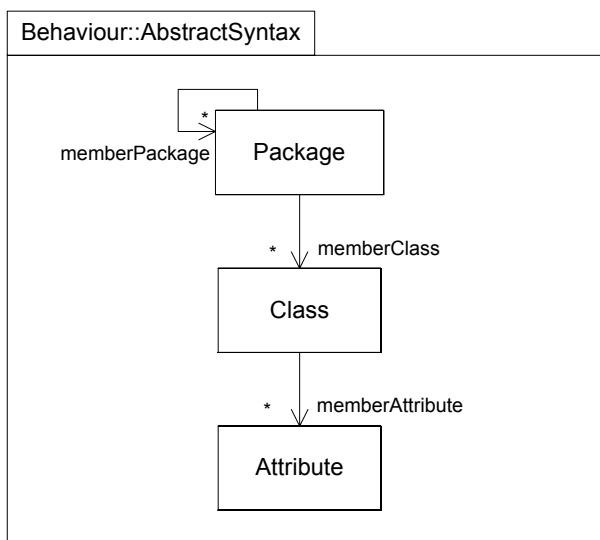 Behaviour::AbstractSyntax
*
memberPackage
Package
* memberClass
Class
* memberAttribute
Attribute